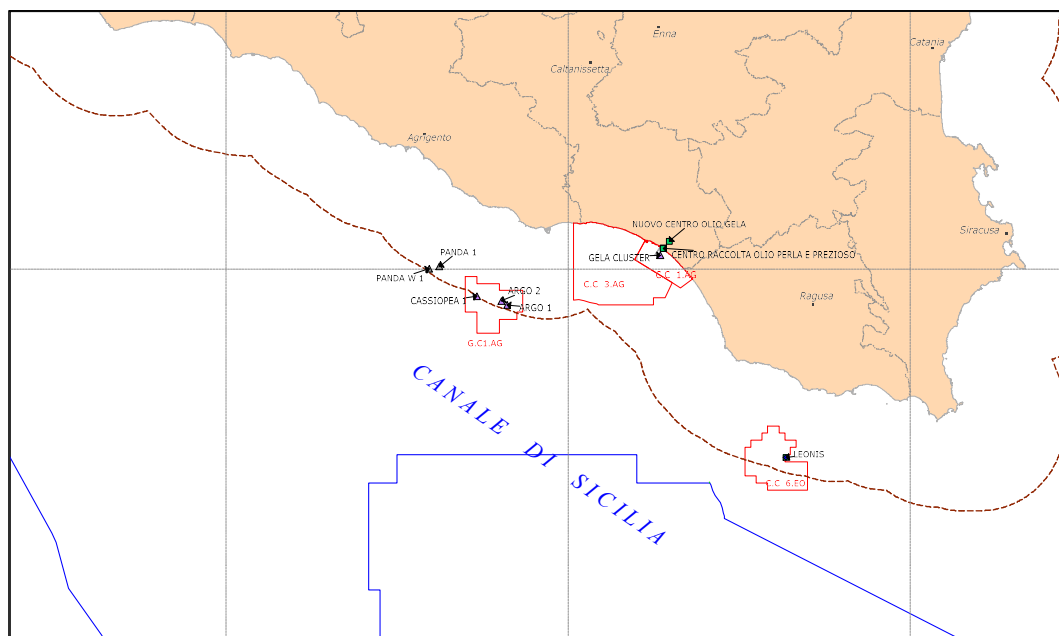 Enna
Catania
Caltanissetta
Agrigento
NUOVO CENTRO OLIO GELA
Siracusa
PANDA 1
GELA CLUSTER
CENTRO RACCOLTA OLIO PERLA E PREZIOSO
PANDA W 1
C.C 1.AG
C.C 3.AG
ARGO 2
CASSIOPEA 1
Ragusa
ARGO 1
G.C1.AG
CANALE DI SICILIA
LEONIS
C.C 6.EO